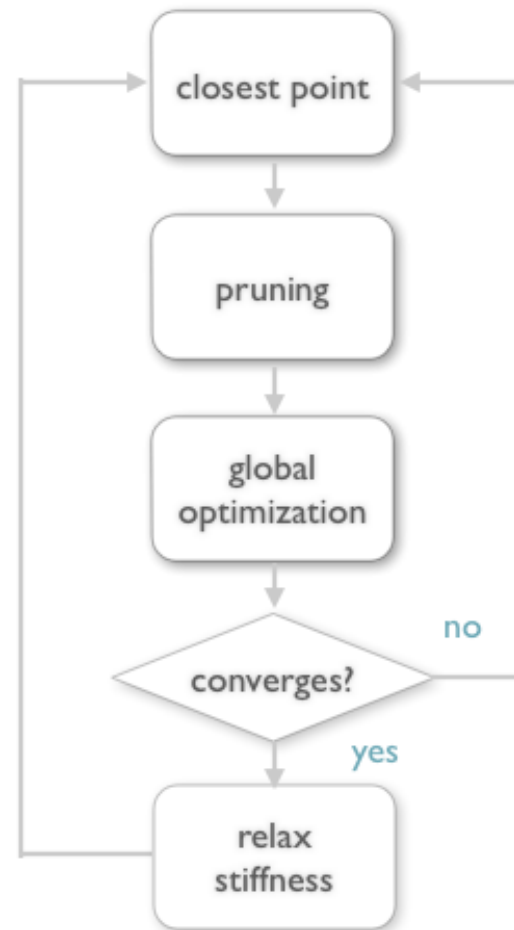 closest point
pruning
global
optimization
no
converges?
yes
relax
stiffness